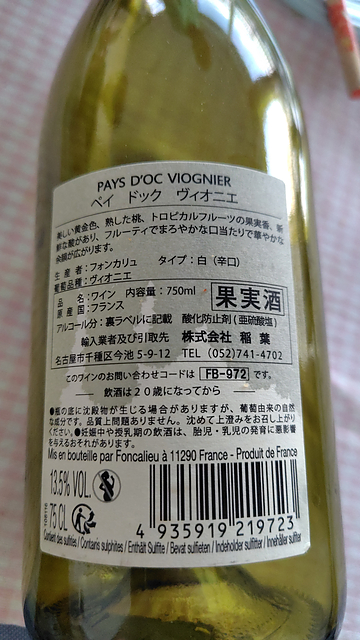 PAYS D'OC VIOGNIER
ペイ ドック ヴィオニエ
美しい黄金色、熟した桃、トロピカルフルーツの果実香、新
鮮な酸があり、フルーティでまろやかな口当たりで華やかな
余韻が広がります。
生産者：フォンカリュ タイプ：白（辛口）
葡萄品種：ヴィオニエ
品名：ワイン 内容量：750ml
原産国：フランス
果実酒
アルコール分：裏ラベルに記載 酸化防止剤（亜硫酸塩）
輸入業者及び引取先 株式会社 稲葉
名古屋市千種区今池 5-9-12 TEL (052)741-4702
このワインのお問い合わせコードは FB-972 です。
飲酒は20歳になってから
●瓶の底に沈殿物が生じる場合がありますが、葡萄由来の自然
な成分です。品質上問題ありません。沈めて上澄みをお召し上がり
ください。●妊娠中や授乳期の飲酒は、胎児・乳児の発育に悪影響
を与えるおそれがあります。
Mis en bouteille par Foncalieu à 11290 France - Produit de France
13.5% VOL.
75 CL
4 935919 219723
Contient des sulfites / Contains sulphites / Enthält Sulfite / Bevat sulfieten / Indeholder sulfitter / Innehåller sulfiter